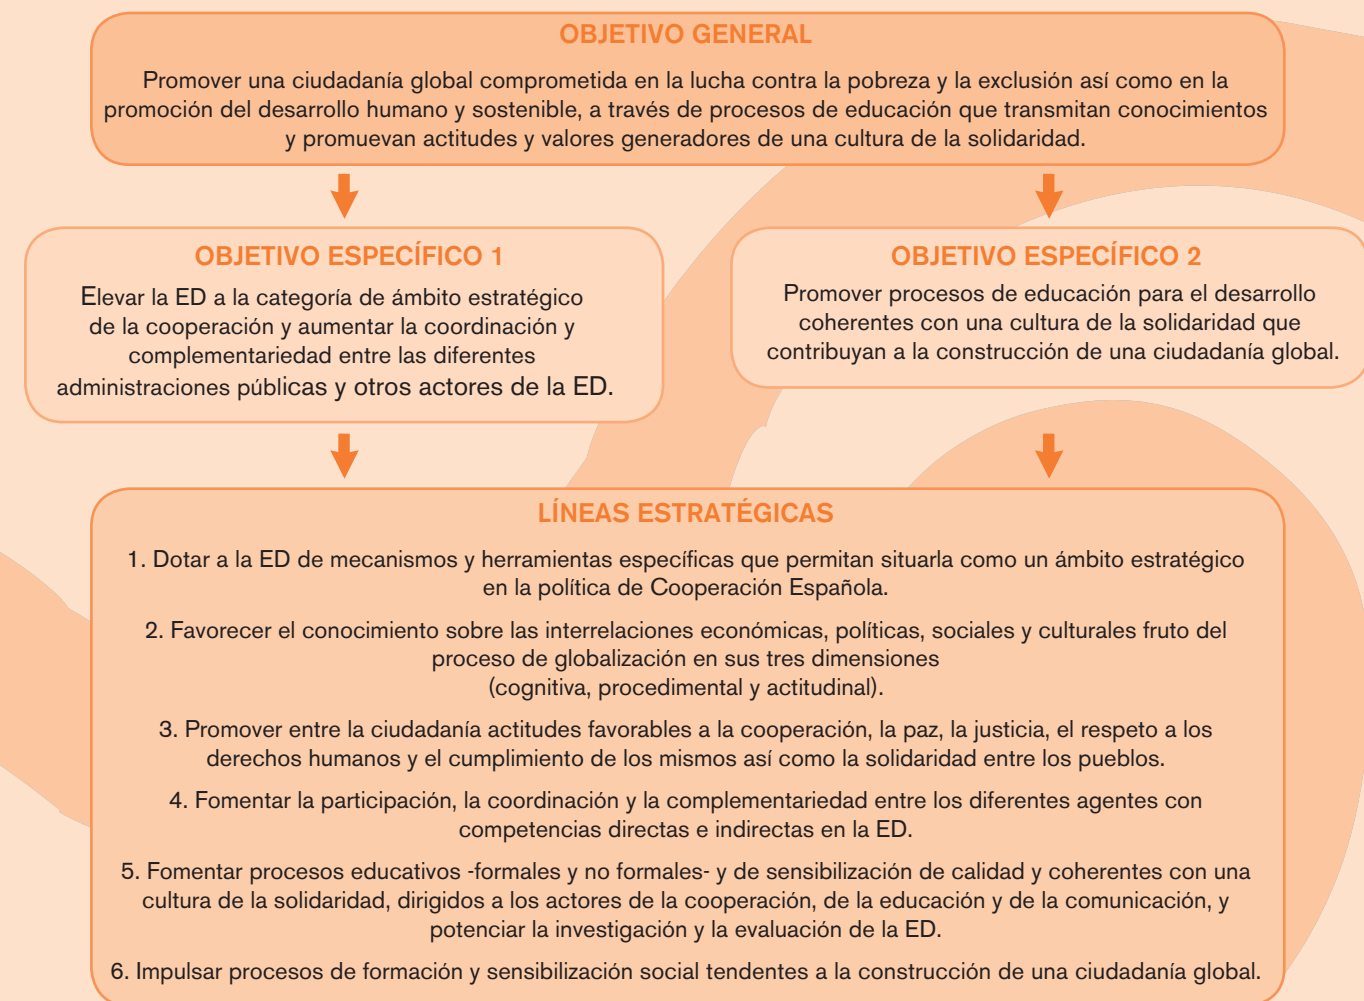 OBJETIVO GENERAL
Promover una ciudadanía global comprometida en la lucha contra la pobreza y la exclusión así como en la
promoción del desarrollo humano y sostenible, a través de procesos de educación que transmitan conocimientos
y promuevan actitudes y valores generadores de una cultura de la solidaridad.
OBJETIVO ESPECÍFICO 1
Elevar la ED a la categoría de ámbito estratégico
de la cooperación y aumentar la coordinación y
complementariedad entre las diferentes
administraciones públicas y otros actores de la ED.
OBJETIVO ESPECÍFICO 2
Promover procesos de educación para el desarrollo
coherentes con una cultura de la solidaridad que
contribuyan a la construcción de una ciudadanía global.
LÍNEAS ESTRATÉGICAS
1. Dotar a la ED de mecanismos y herramientas específicas que permitan situarla como un ámbito estratégico
en la política de Cooperación Española.
2. Favorecer el conocimiento sobre las interrelaciones económicas, políticas, sociales y culturales fruto del
proceso de globalización en sus tres dimensiones
(cognitiva, procedimental y actitudinal).
3. Promover entre la ciudadanía actitudes favorables a la cooperación, la paz, la justicia, el respeto a los
derechos humanos y el cumplimiento de los mismos así como la solidaridad entre los pueblos.
4. Fomentar la participación, la coordinación y la complementariedad entre los diferentes agentes con
competencias directas e indirectas en la ED.
5. Fomentar procesos educativos -formales y no formales- y de sensibilización de calidad y coherentes con una
cultura de la solidaridad, dirigidos a los actores de la cooperación, de la educación y de la comunicación, y
potenciar la investigación y la evaluación de la ED.
6. Impulsar procesos de formación y sensibilización social tendentes a la construcción de una ciudadanía global.